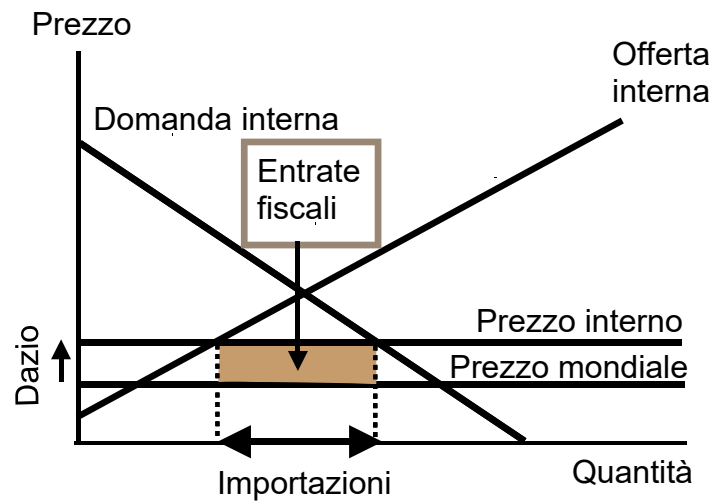 Prezzo
Offerta
interna
Domanda interna
Entrate
fiscali
Prezzo interno
Prezzo mondiale
Dazio
Importazioni
Quantità